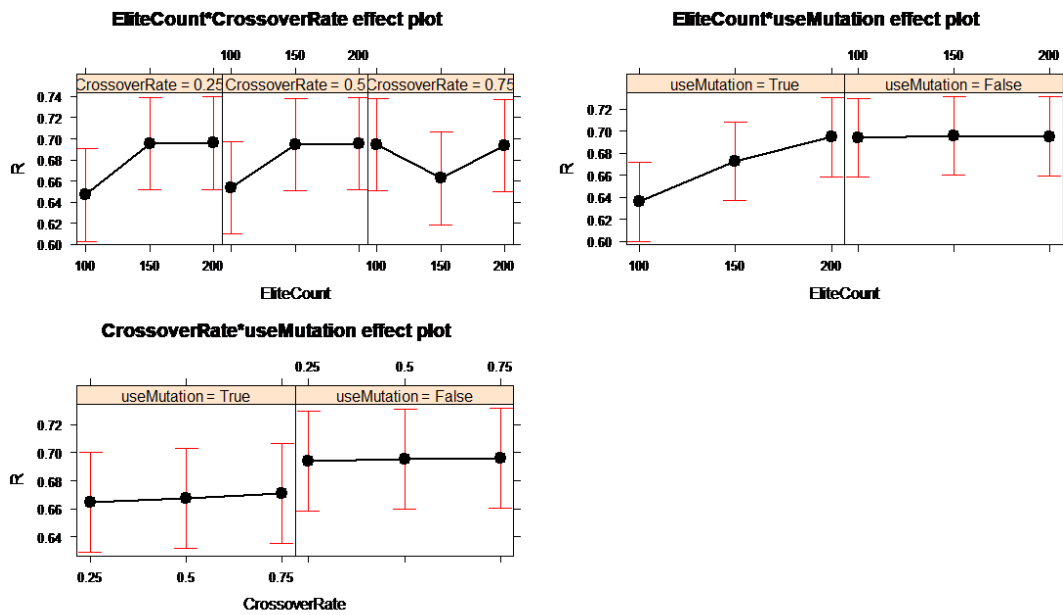 EliteCount*CrossoverRate effect plot
100 150 200
CrossoverRate = 0.25 CrossoverRate = 0.5 CrossoverRate = 0.75
0.74
0.72
0.70
0.68
0.66
0.64
0.62
0.60
R
100 150 200 100 150 200
EliteCount
EliteCount*useMutation effect plot
100 150 200
useMutation = True useMutation = False
0.72
0.70
0.68
0.66
0.64
0.62
0.60
R
100 150 200
EliteCount
CrossoverRate*useMutation effect plot
0.25 0.5 0.75
useMutation = True useMutation = False
0.72
0.70
0.68
0.66
0.64
R
0.25 0.5 0.75
CrossoverRate